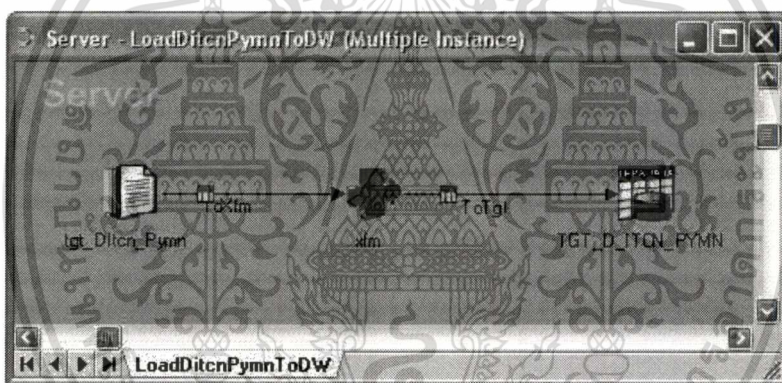 Server - LoadDitcnPymnToDW (Multiple Instance)
Server
ToXfm
ToTgt
tgt_Ditcn_Pymn
xfm
TGT_D_ITCN_PYMN
LoadDitcnPymnToDW